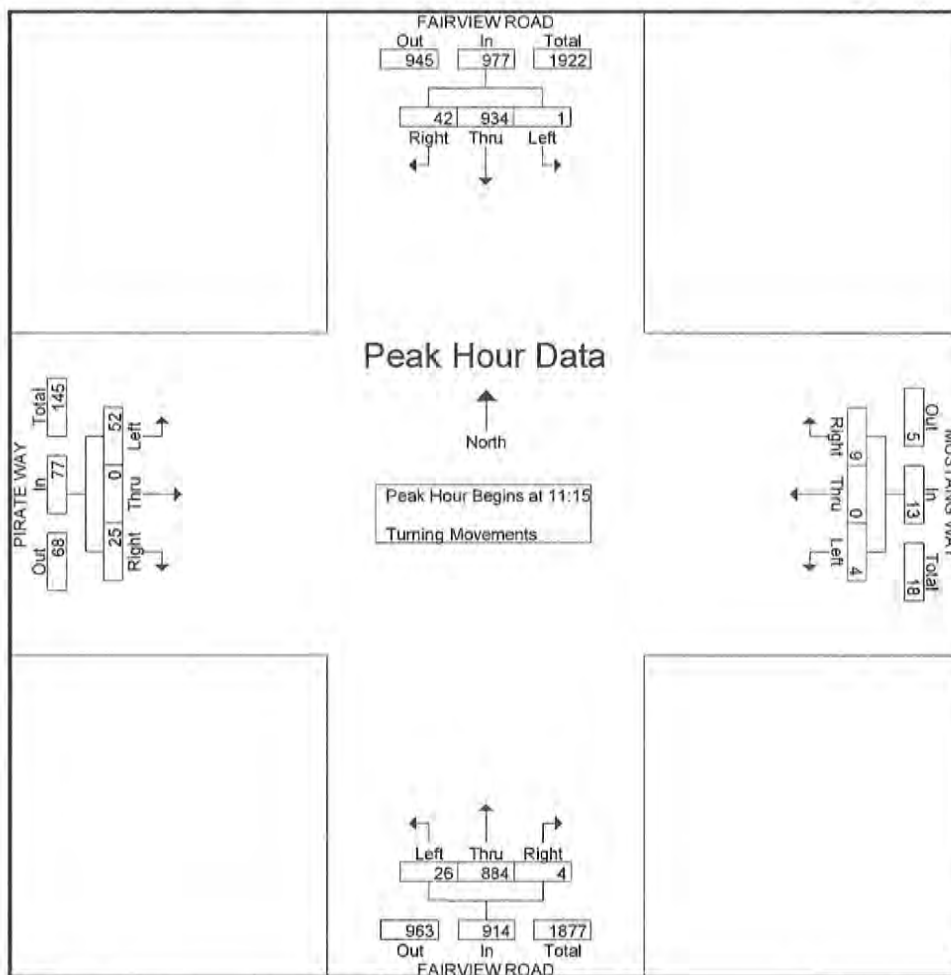 FAIRVIEW ROAD
Out In Total
945 977 1922
42 934 1
Right Thru Left
Peak Hour Data
North
Peak Hour Begins at 11:15
Turning Movements
PIRATE WAY
Out In Total
68 77 145
52 0 25
Left Thru Right
MUSTANG WAY
Out In Total
5 13 18
9 0 4
Right Thru Left
Left Thru Right
26 884 4
963 914 1877
Out In Total
FAIRVIEW ROAD